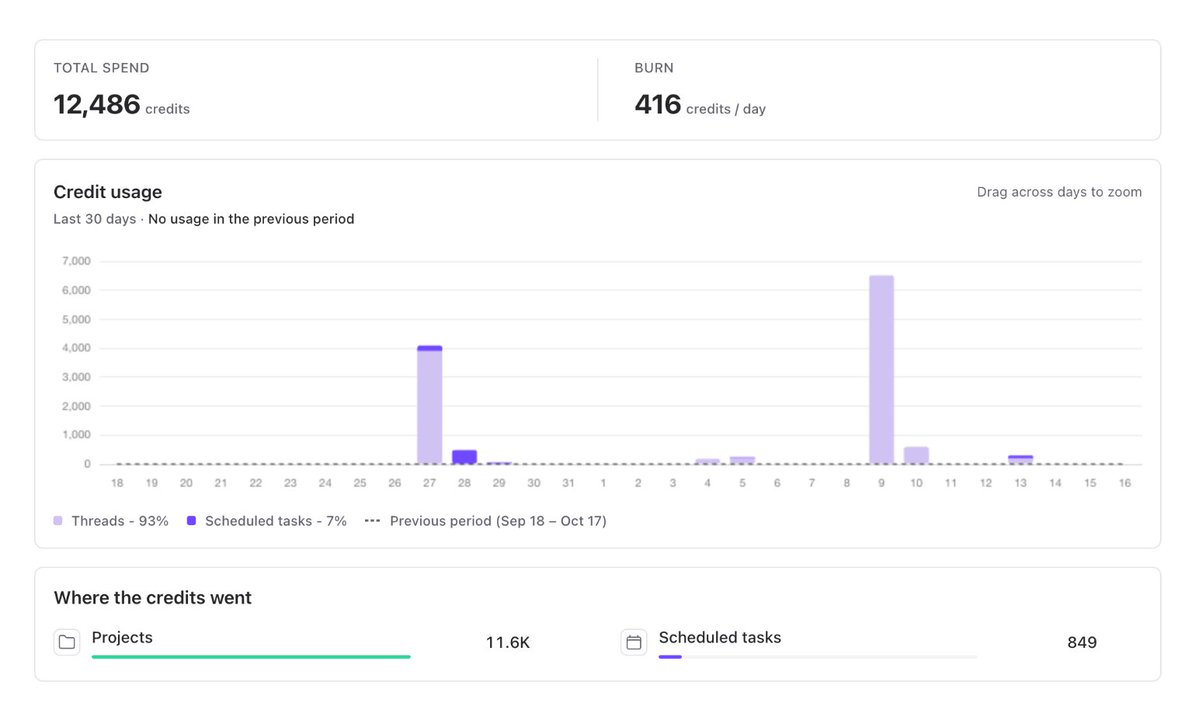 TOTAL SPEND
12,486 credits
BURN
416 credits / day
Credit usage
Drag across days to zoom
Last 30 days · No usage in the previous period
7,000
6,000
5,000
4,000
3,000
2,000
1,000
0
18 19 20 21 22 23 24 25 26 27 28 29 30 31 1 2 3 4 5 6 7 8 9 10 11 12 13 14 15 16
Threads - 93% Scheduled tasks - 7% Previous period (Sep 18 – Oct 17)
Where the credits went
Projects 11.6K
Scheduled tasks 849